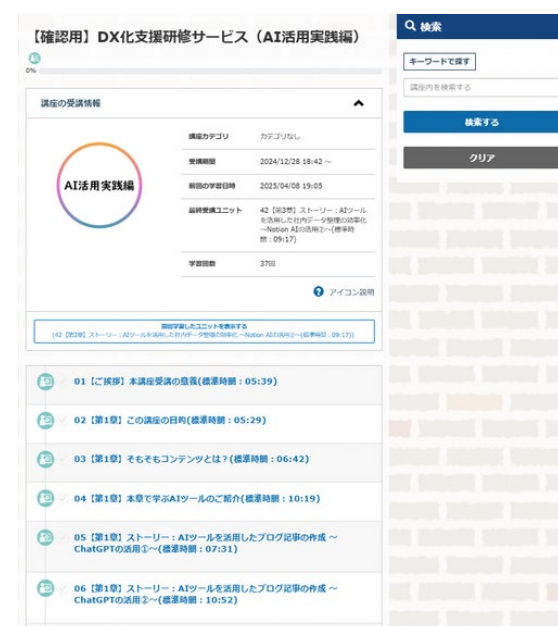 【確認用】DX化支援研修サービス（AI活用実践編）
0%
講座の受講情報
AI活用実践編
講座カテゴリ カテゴリなし
受講期間 2024/12/28 18:42 ～
前回の学習日時 2025/04/08 19:05
最終受講ユニット 42【第3章】ストーリー：AIツール
を活用した社内データ整理の効率化
～Notion AIの活用②～(標準時
間：09:17)
学習回数 37回
? アイコン説明
前回学習したユニットを表示する
(42【第3章】ストーリー：AIツールを活用した社内データ整理の効率化 ～Notion AIの活用②～(標準時間：09:17))
01【ご挨拶】本講座受講の意義(標準時間：05:39)
02【第1章】この講座の目的(標準時間：05:29)
03【第1章】そもそもコンテンツとは？(標準時間：06:42)
04【第1章】本章で学ぶAIツールのご紹介(標準時間：10:19)
05【第1章】ストーリー：AIツールを活用したブログ記事の作成 ～
ChatGPTの活用①～(標準時間：07:31)
06【第1章】ストーリー：AIツールを活用したブログ記事の作成 ～
ChatGPTの活用②～(標準時間：10:52)
検索
キーワードで探す
講座内を検索する
検索する
クリア